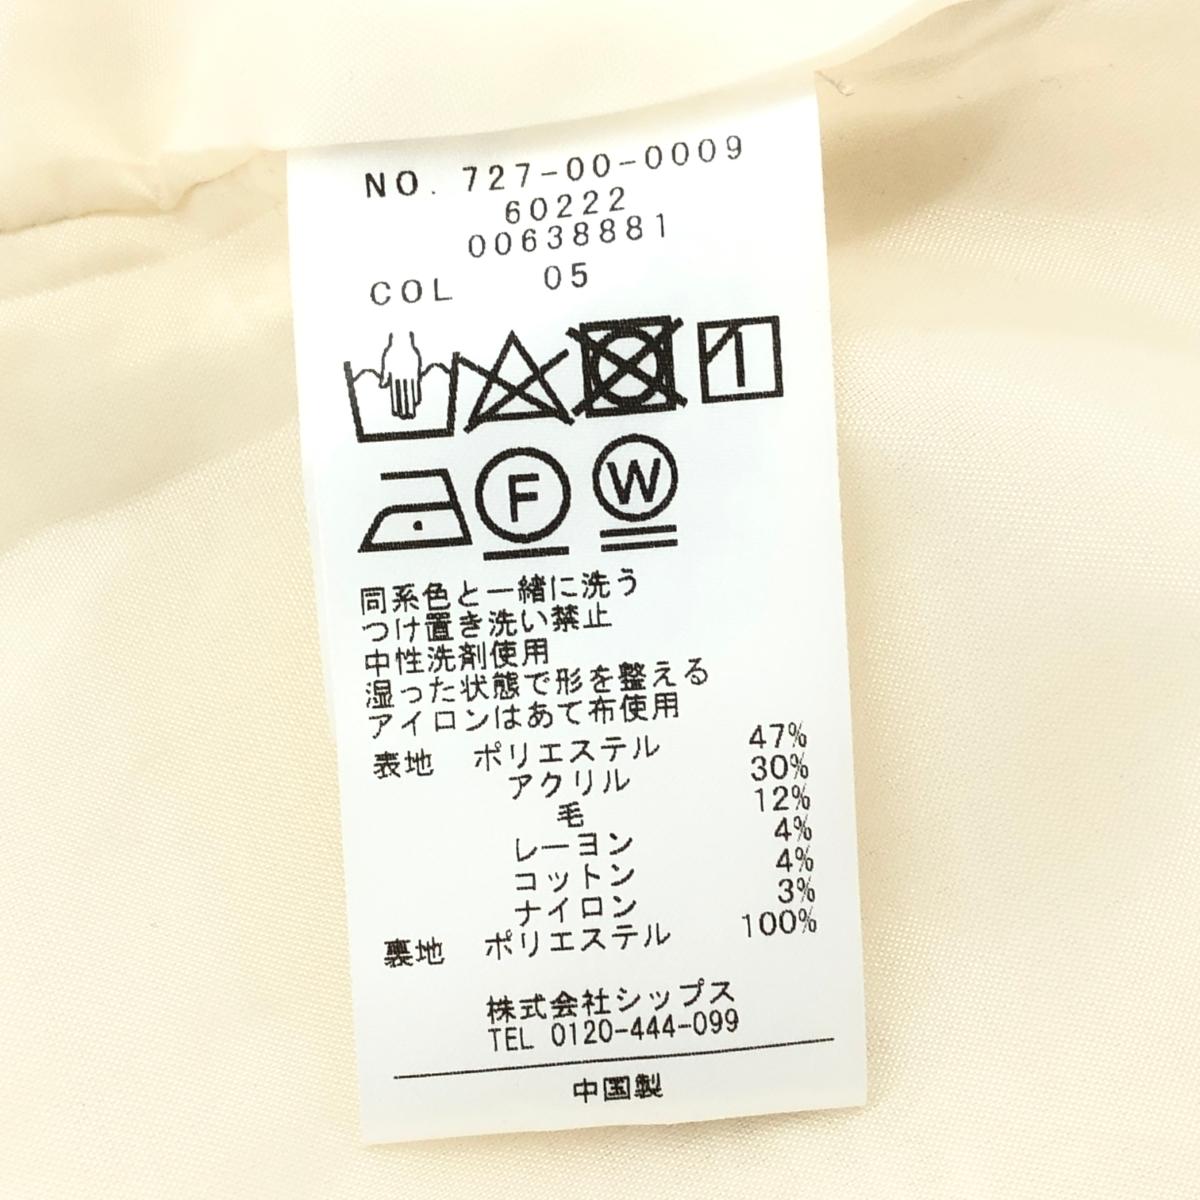 NO. 727-00-0009
60222
00638881
COL 05
F W
同系色と一緒に洗う
つけ置き洗い禁止
中性洗剤使用
湿った状態で形を整える
アイロンはあて布使用
表地 ポリエステル 47%
アクリル 30%
毛 12%
レーヨン 4%
コットン 4%
ナイロン 3%
裏地 ポリエステル 100%
株式会社シップス
TEL 0120-444-099
中国製